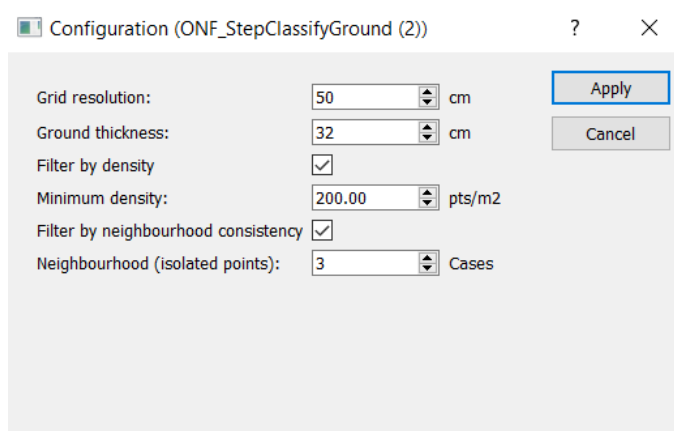 Configuration (ONF_StepClassifyGround (2)) ? ×
Grid resolution: 50 cm Apply
Ground thickness: 32 cm Cancel
Filter by density
Minimum density: 200.00 pts/m2
Filter by neighbourhood consistency
Neighbourhood (isolated points): 3 Cases